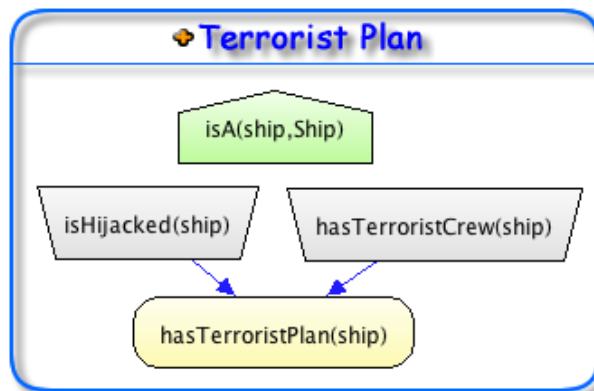 Terrorist Plan
isA(ship,Ship)
isHijacked(ship)
hasTerroristCrew(ship)
hasTerroristPlan(ship)